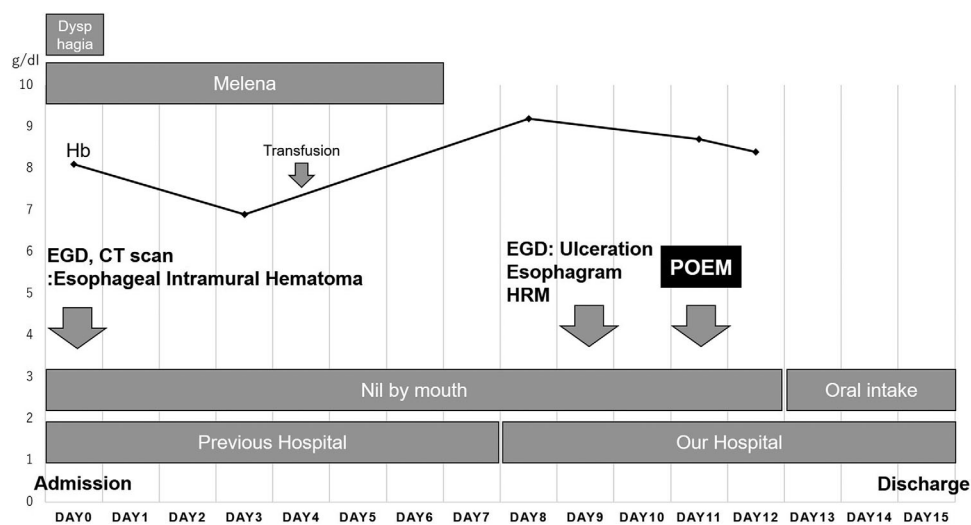 Dysp
hagia
g/dl
Melena
10
9
8
7
6
5
4
3
2
1
0
Hb
Transfusion
EGD, CT scan
:Esophageal Intramural Hematoma
EGD: Ulceration
Esophagram
HRM
POEM
Nil by mouth
Oral intake
Previous Hospital
Our Hospital
Admission
Discharge
DAY0 DAY1 DAY2 DAY3 DAY4 DAY5 DAY6 DAY7 DAY8 DAY9 DAY10 DAY11 DAY12 DAY13 DAY14 DAY15